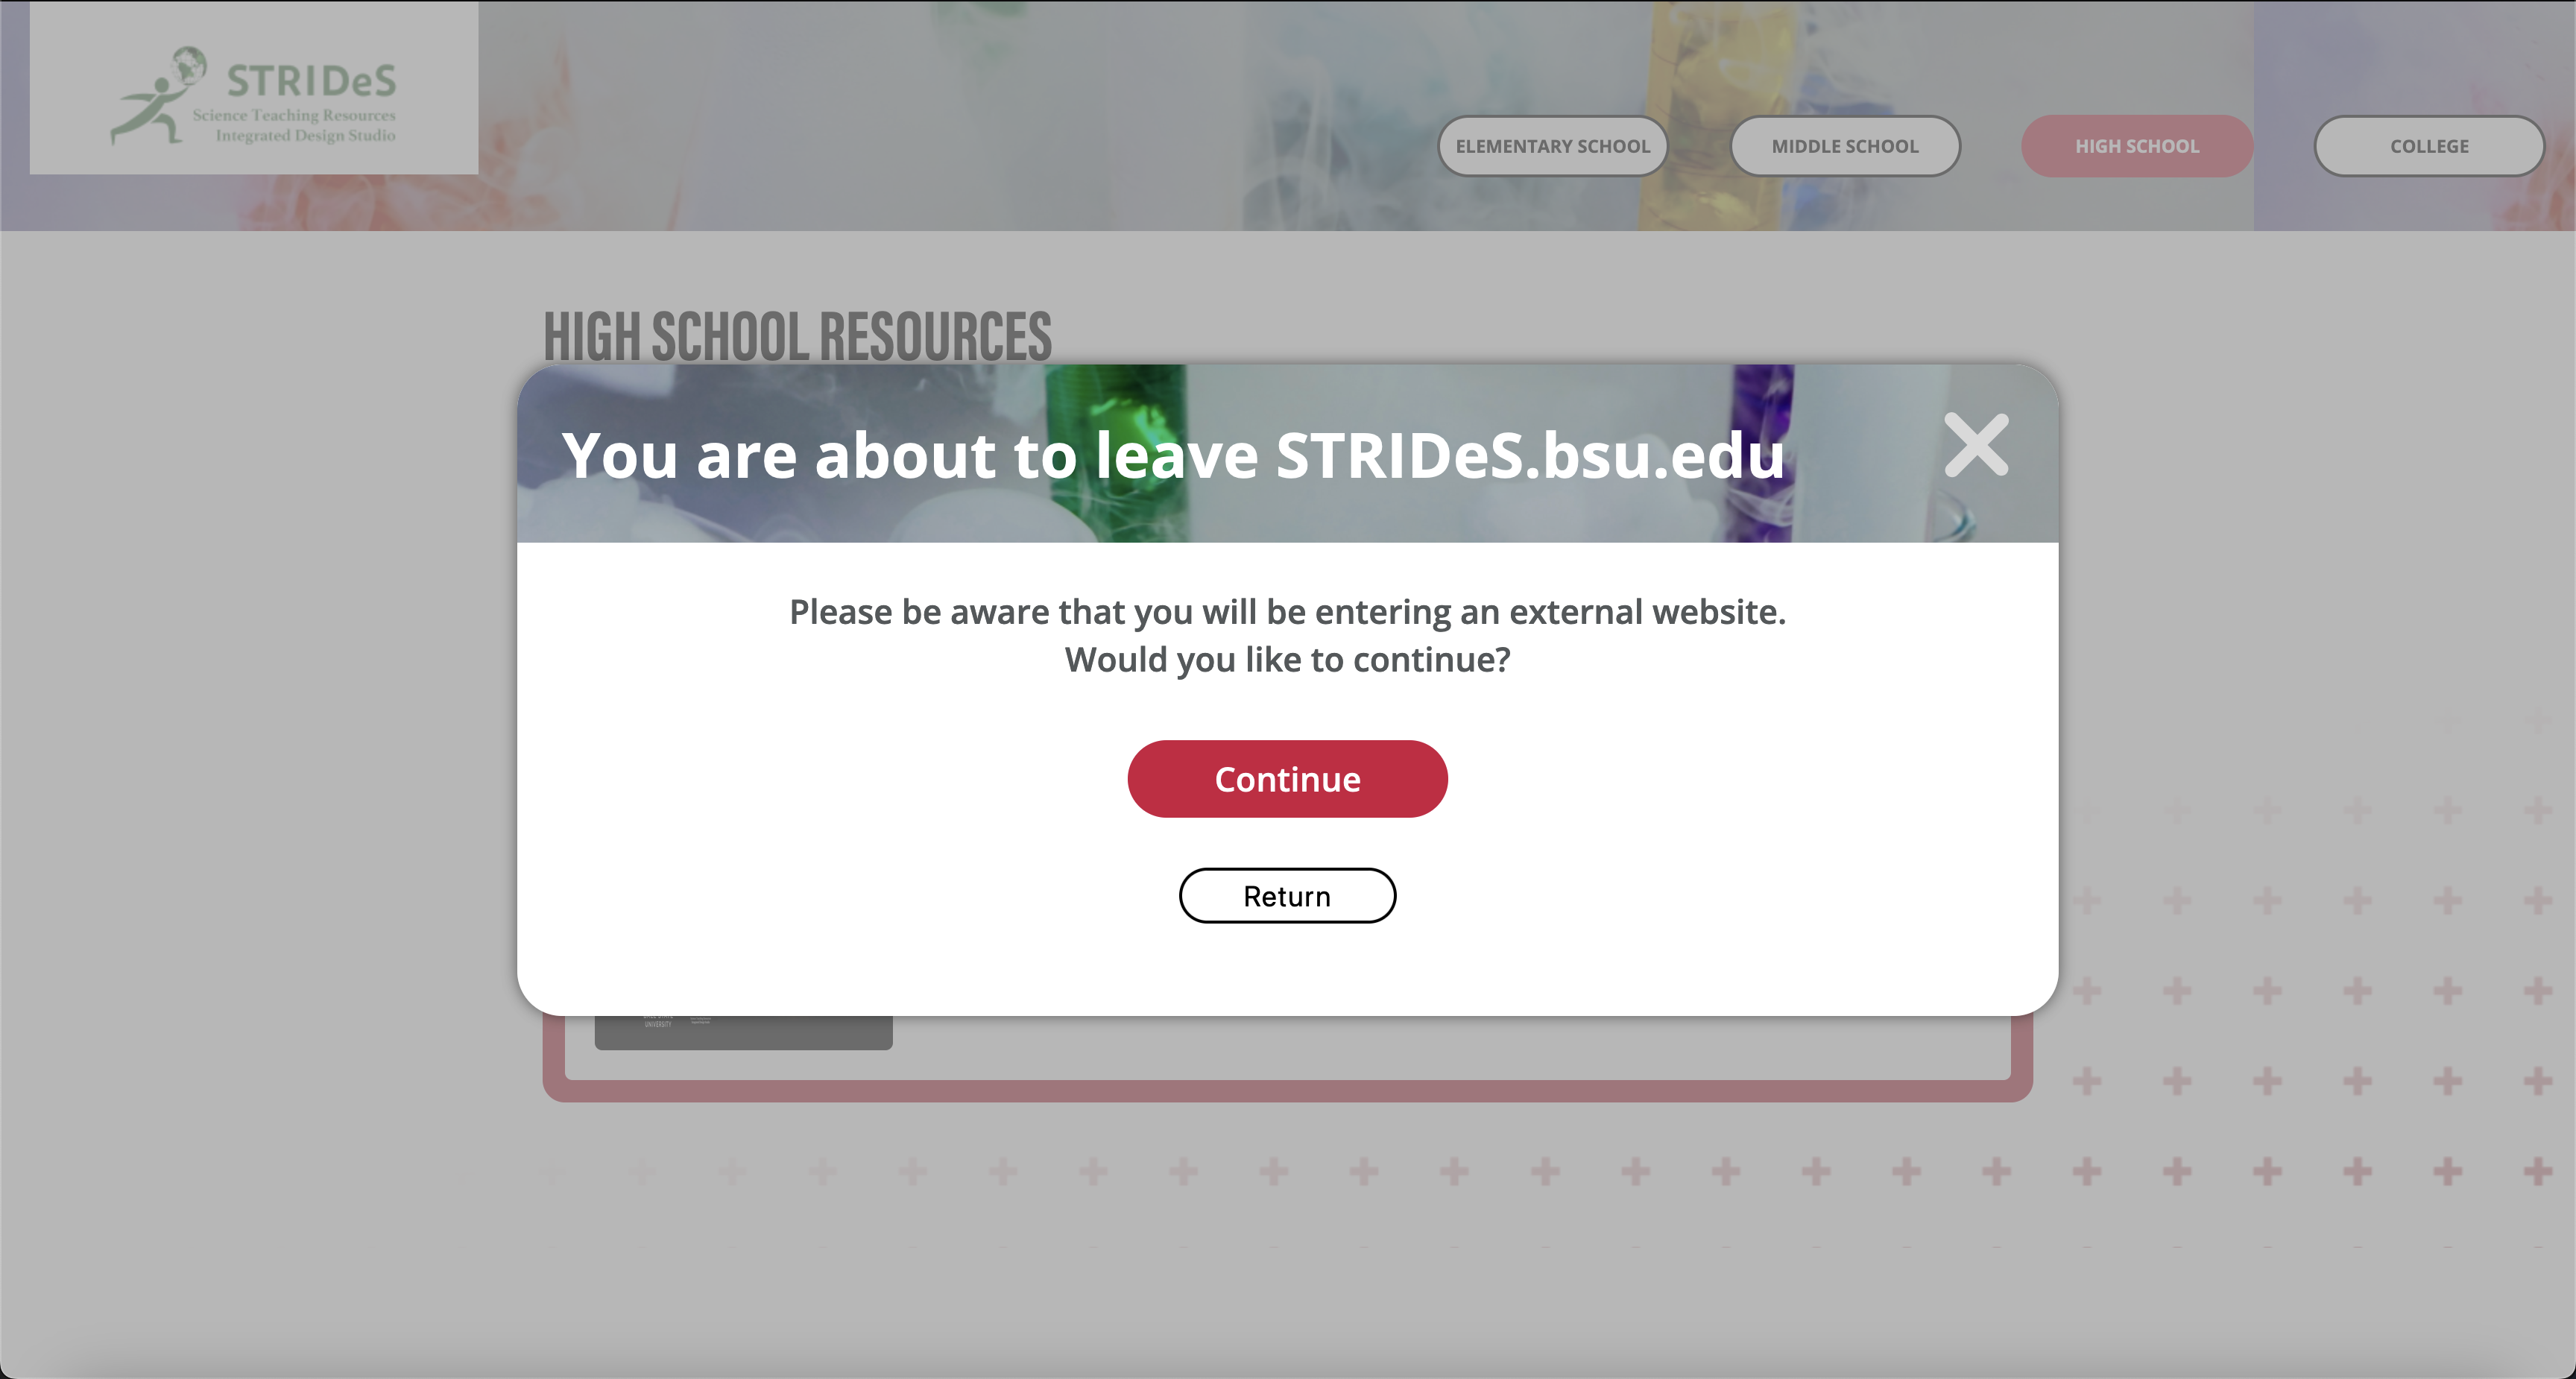 STRIDeS
Science Teaching Resources
Integrated Design Studio
ELEMENTARY SCHOOL
MIDDLE SCHOOL
HIGH SCHOOL
COLLEGE
HIGH SCHOOL RESOURCES
You are about to leave STRIDeS.bsu.edu
Please be aware that you will be entering an external website.
Would you like to continue?
Continue
Return
UNIVERSITY